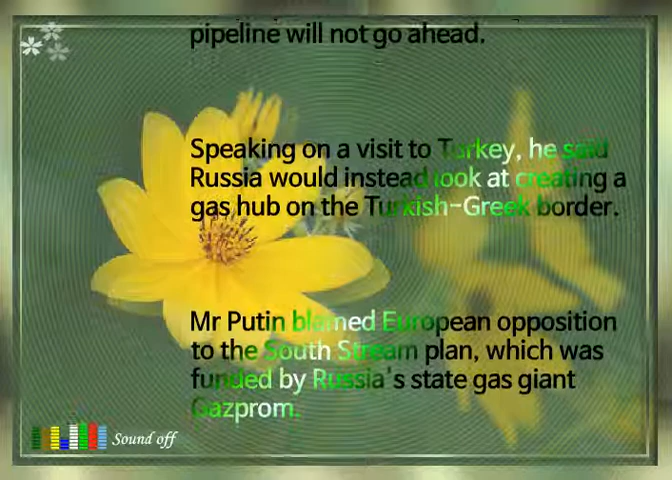 pipeline will not go ahead.
Speaking on a visit to Turkey, he said
Russia would instead look at creating a
gas hub on the Turkish-Greek border.
Mr Putin blamed European opposition
to the South Stream plan, which was
funded by Russia's state gas giant
Gazprom.
Sound off